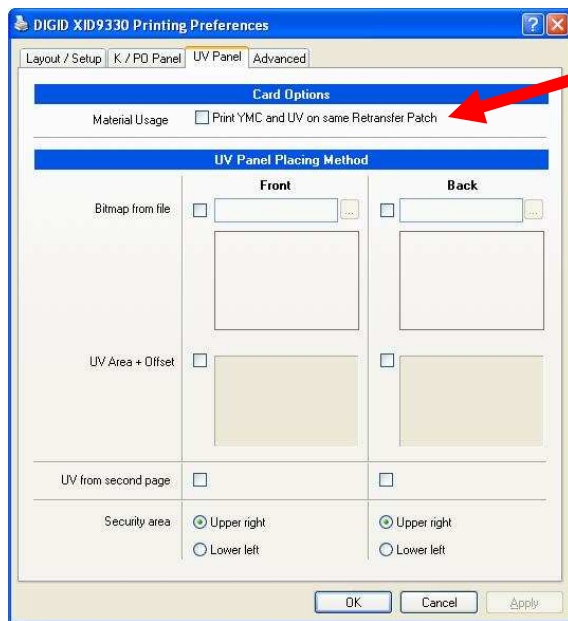 DIGID XID9330 Printing Preferences
Layout / Setup K / PO Panel UV Panel Advanced
Card Options
Material Usage Print YMC and UV on same Retransfer Patch
UV Panel Placing Method
Front Back
Bitmap from file ... ...
UV Area + Offset
UV from second page
Security area Upper right Upper right
Lower left Lower left
OK Cancel Apply